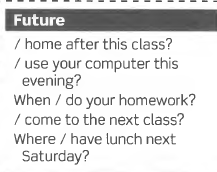 Future
/ home after this class?
/ use your computer this
evening?
When / do your homework?
/ come to the next class?
Where / have lunch next
Saturday?